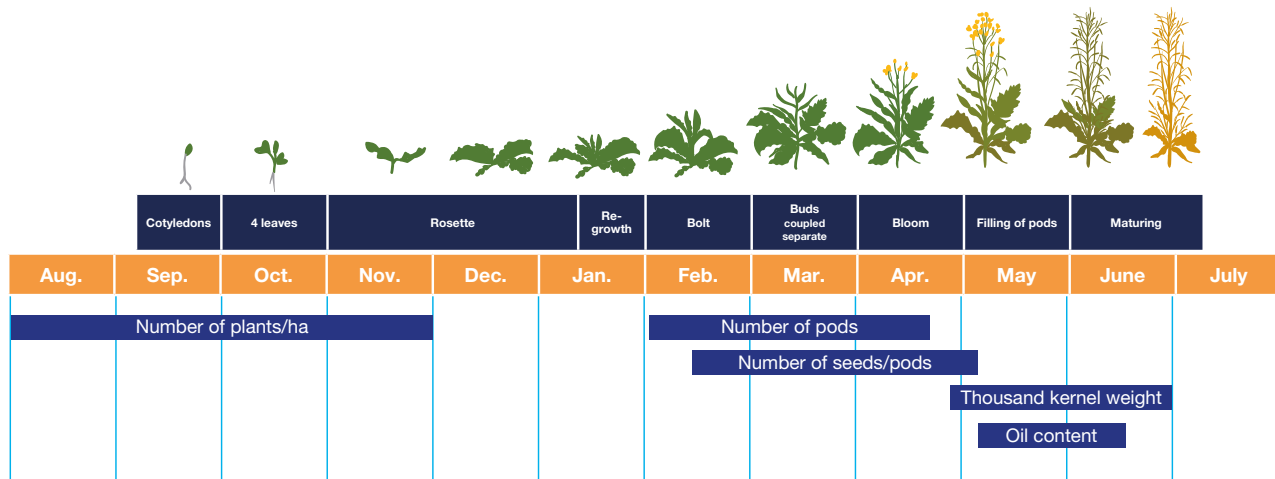 Cotyledons
4 leaves
Rosette
Re-
growth
Bolt
Buds
coupled
separate
Bloom
Filling of pods
Maturing
Aug.
Sep.
Oct.
Nov.
Dec.
Jan.
Feb.
Mar.
Apr.
May
June
July
Number of plants/ha
Number of pods
Number of seeds/pods
Thousand kernel weight
Oil content